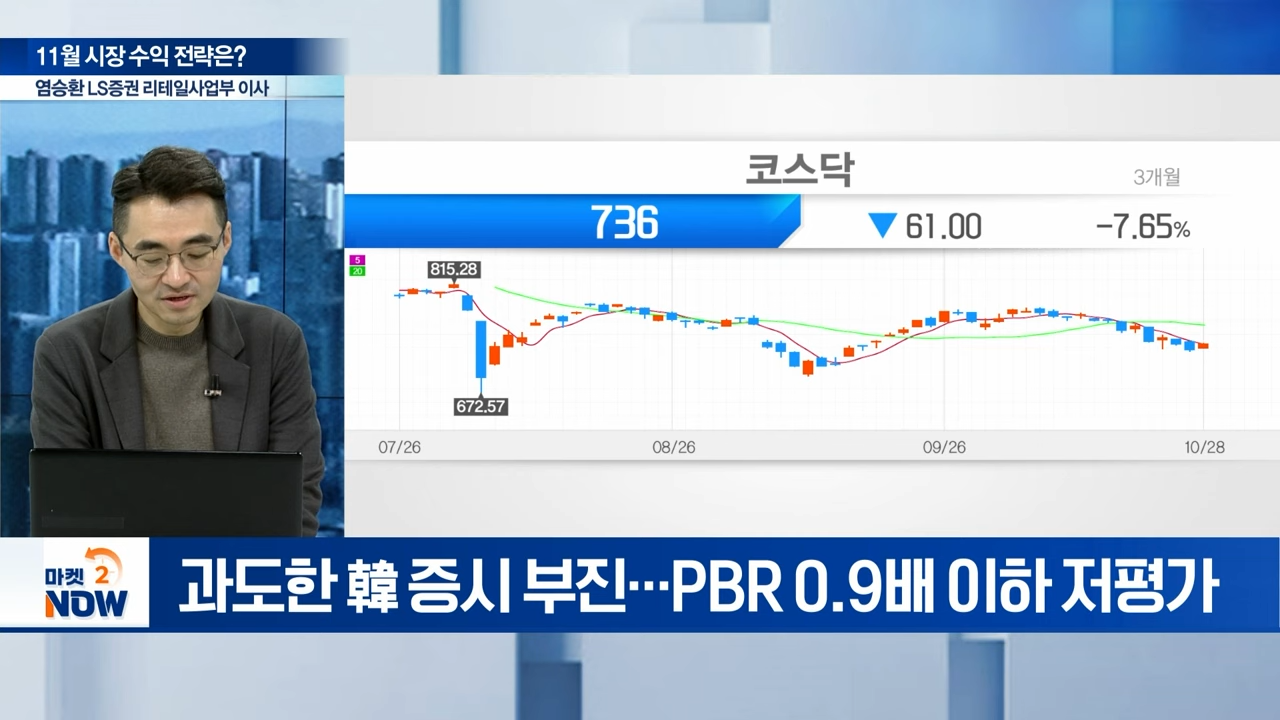 11월 시장 수익 전략은?
염승환 LS증권 리테일사업부 이사
코스닥
3개월
736
▼ 61.00
-7.65%
5
20
815.28
672.57
07/26
08/26
09/26
10/28
마켓 2
NOW
과도한 韓 증시 부진…PBR 0.9배 이하 저평가